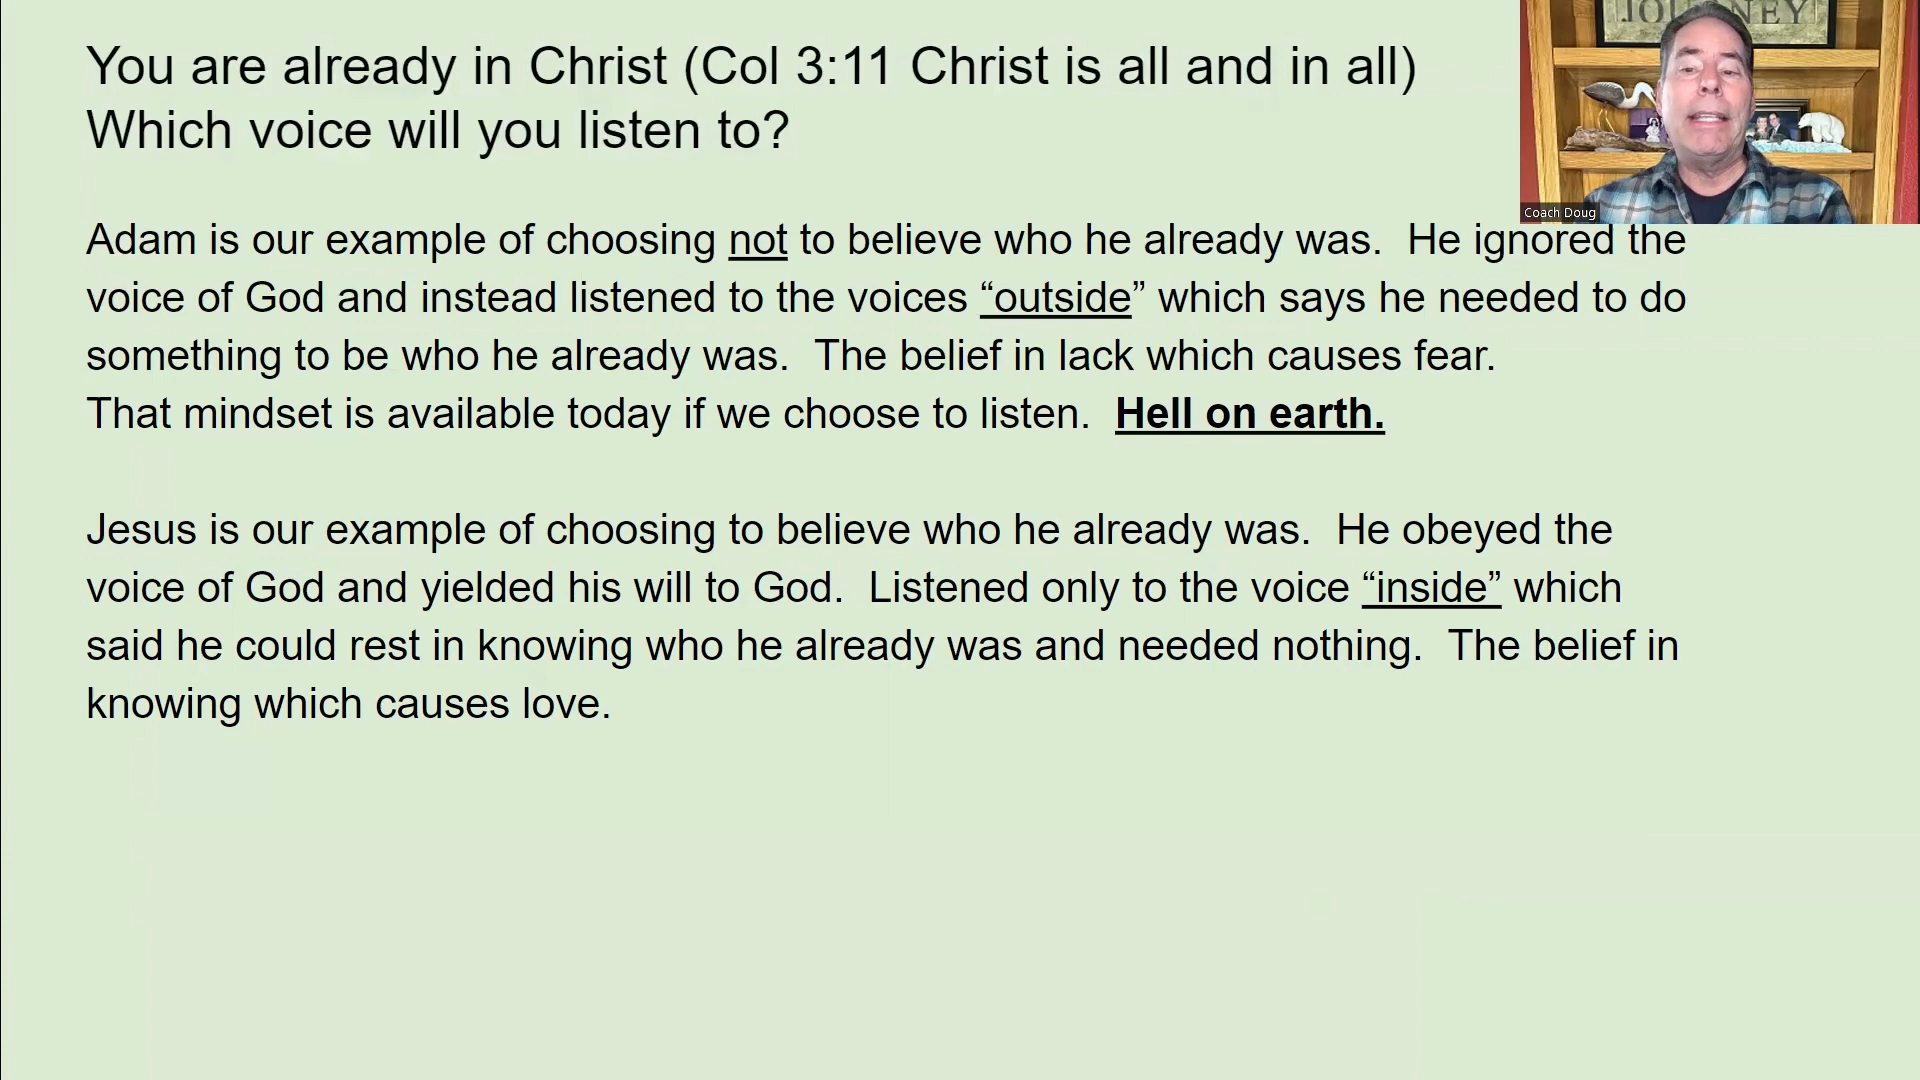 You are already in Christ (Col 3:11 Christ is all and in all)
Which voice will you listen to?
Adam is our example of choosing not to believe who he already was.  He ignored the
voice of God and instead listened to the voices “outside” which says he needed to do
something to be who he already was.  The belief in lack which causes fear.
That mindset is available today if we choose to listen.  Hell on earth.
Jesus is our example of choosing to believe who he already was.  He obeyed the
voice of God and yielded his will to God.  Listened only to the voice “inside” which
said he could rest in knowing who he already was and needed nothing.  The belief in
knowing which causes love.
JOURNEY
Coach Doug